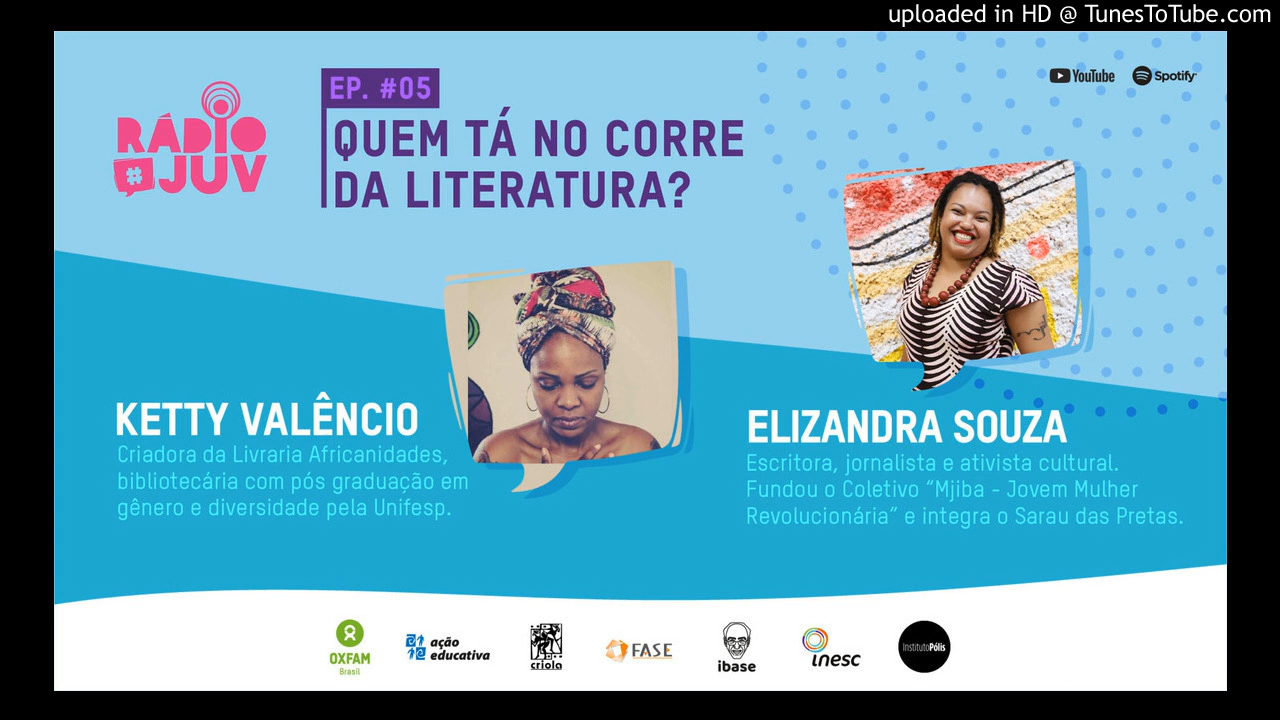 uploaded in HD @ TunesToTube.com
EP. #05
YouTube
Spotify
RÁDIO
#JUV
QUEM TÁ NO CORRE
DA LITERATURA?
KETTY VALÊNCIO
Criadora da Livraria Africanidades,
bibliotecária com pós graduação em
gênero e diversidade pela Unifesp.
ELIZANDRA SOUZA
Escritora, jornalista e ativista cultural.
Fundou o Coletivo “Mjiba - Jovem Mulher
Revolucionária” e integra o Sarau das Pretas.
OXFAM
Brasil
ação
educativa
criola
FASE
ibase
inesc
InstitutoPólis